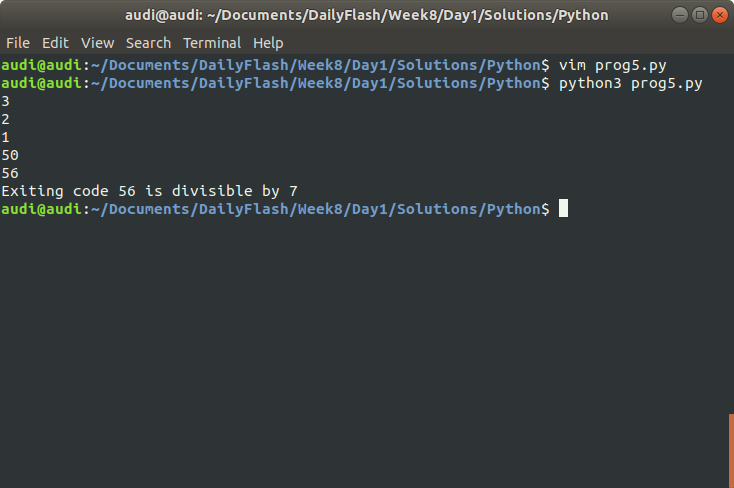 audi@audi: ~/Documents/DailyFlash/Week8/Day1/Solutions/Python
File Edit View Search Terminal Help
audi@audi:~/Documents/DailyFlash/Week8/Day1/Solutions/Python$ vim prog5.py
audi@audi:~/Documents/DailyFlash/Week8/Day1/Solutions/Python$ python3 prog5.py
3
2
1
50
56
Exiting code 56 is divisible by 7
audi@audi:~/Documents/DailyFlash/Week8/Day1/Solutions/Python$